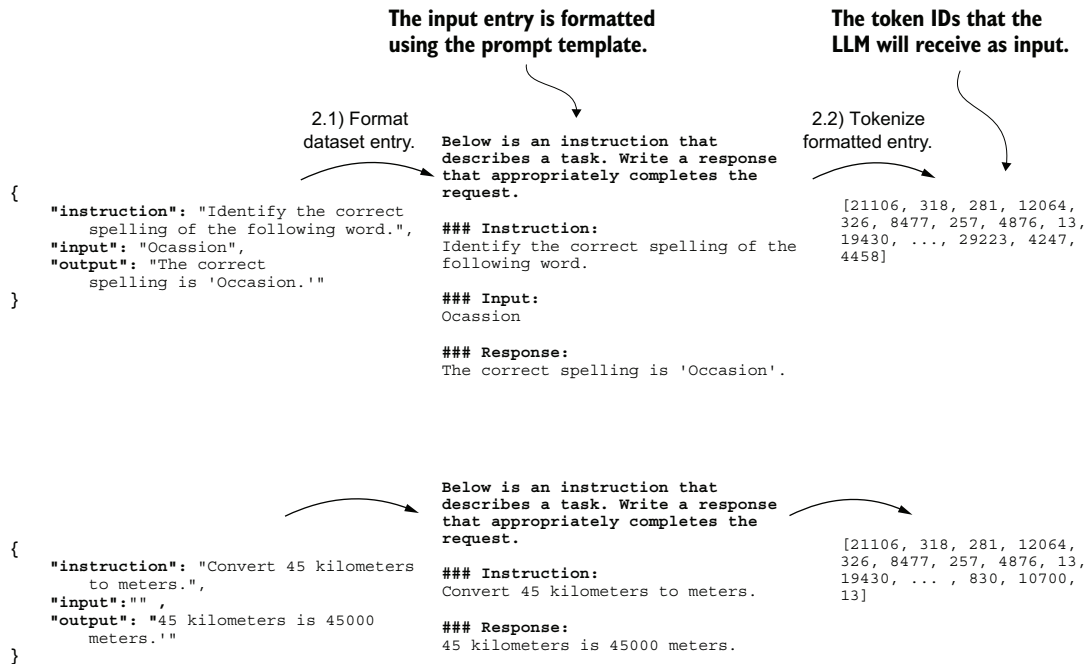 The input entry is formatted
using the prompt template.
The token IDs that the
LLM will receive as input.
2.1) Format
dataset entry.
2.2) Tokenize
formatted entry.
{
"instruction": "Identify the correct
spelling of the following word.",
"input": "Ocassion",
"output": "The correct
spelling is 'Occasion.'"
}
Below is an instruction that
describes a task. Write a response
that appropriately completes the
request.
### Instruction:
Identify the correct spelling of the
following word.
### Input:
Ocassion
### Response:
The correct spelling is 'Occasion'.
[21106, 318, 281, 12064,
326, 8477, 257, 4876, 13,
19430, ..., 29223, 4247,
4458]
{
"instruction": "Convert 45 kilometers
to meters.",
"input":"" ,
"output": "45 kilometers is 45000
meters.'"
}
Below is an instruction that
describes a task. Write a response
that appropriately completes the
request.
### Instruction:
Convert 45 kilometers to meters.
### Response:
45 kilometers is 45000 meters.
[21106, 318, 281, 12064,
326, 8477, 257, 4876, 13,
19430, ... , 830, 10700,
13]